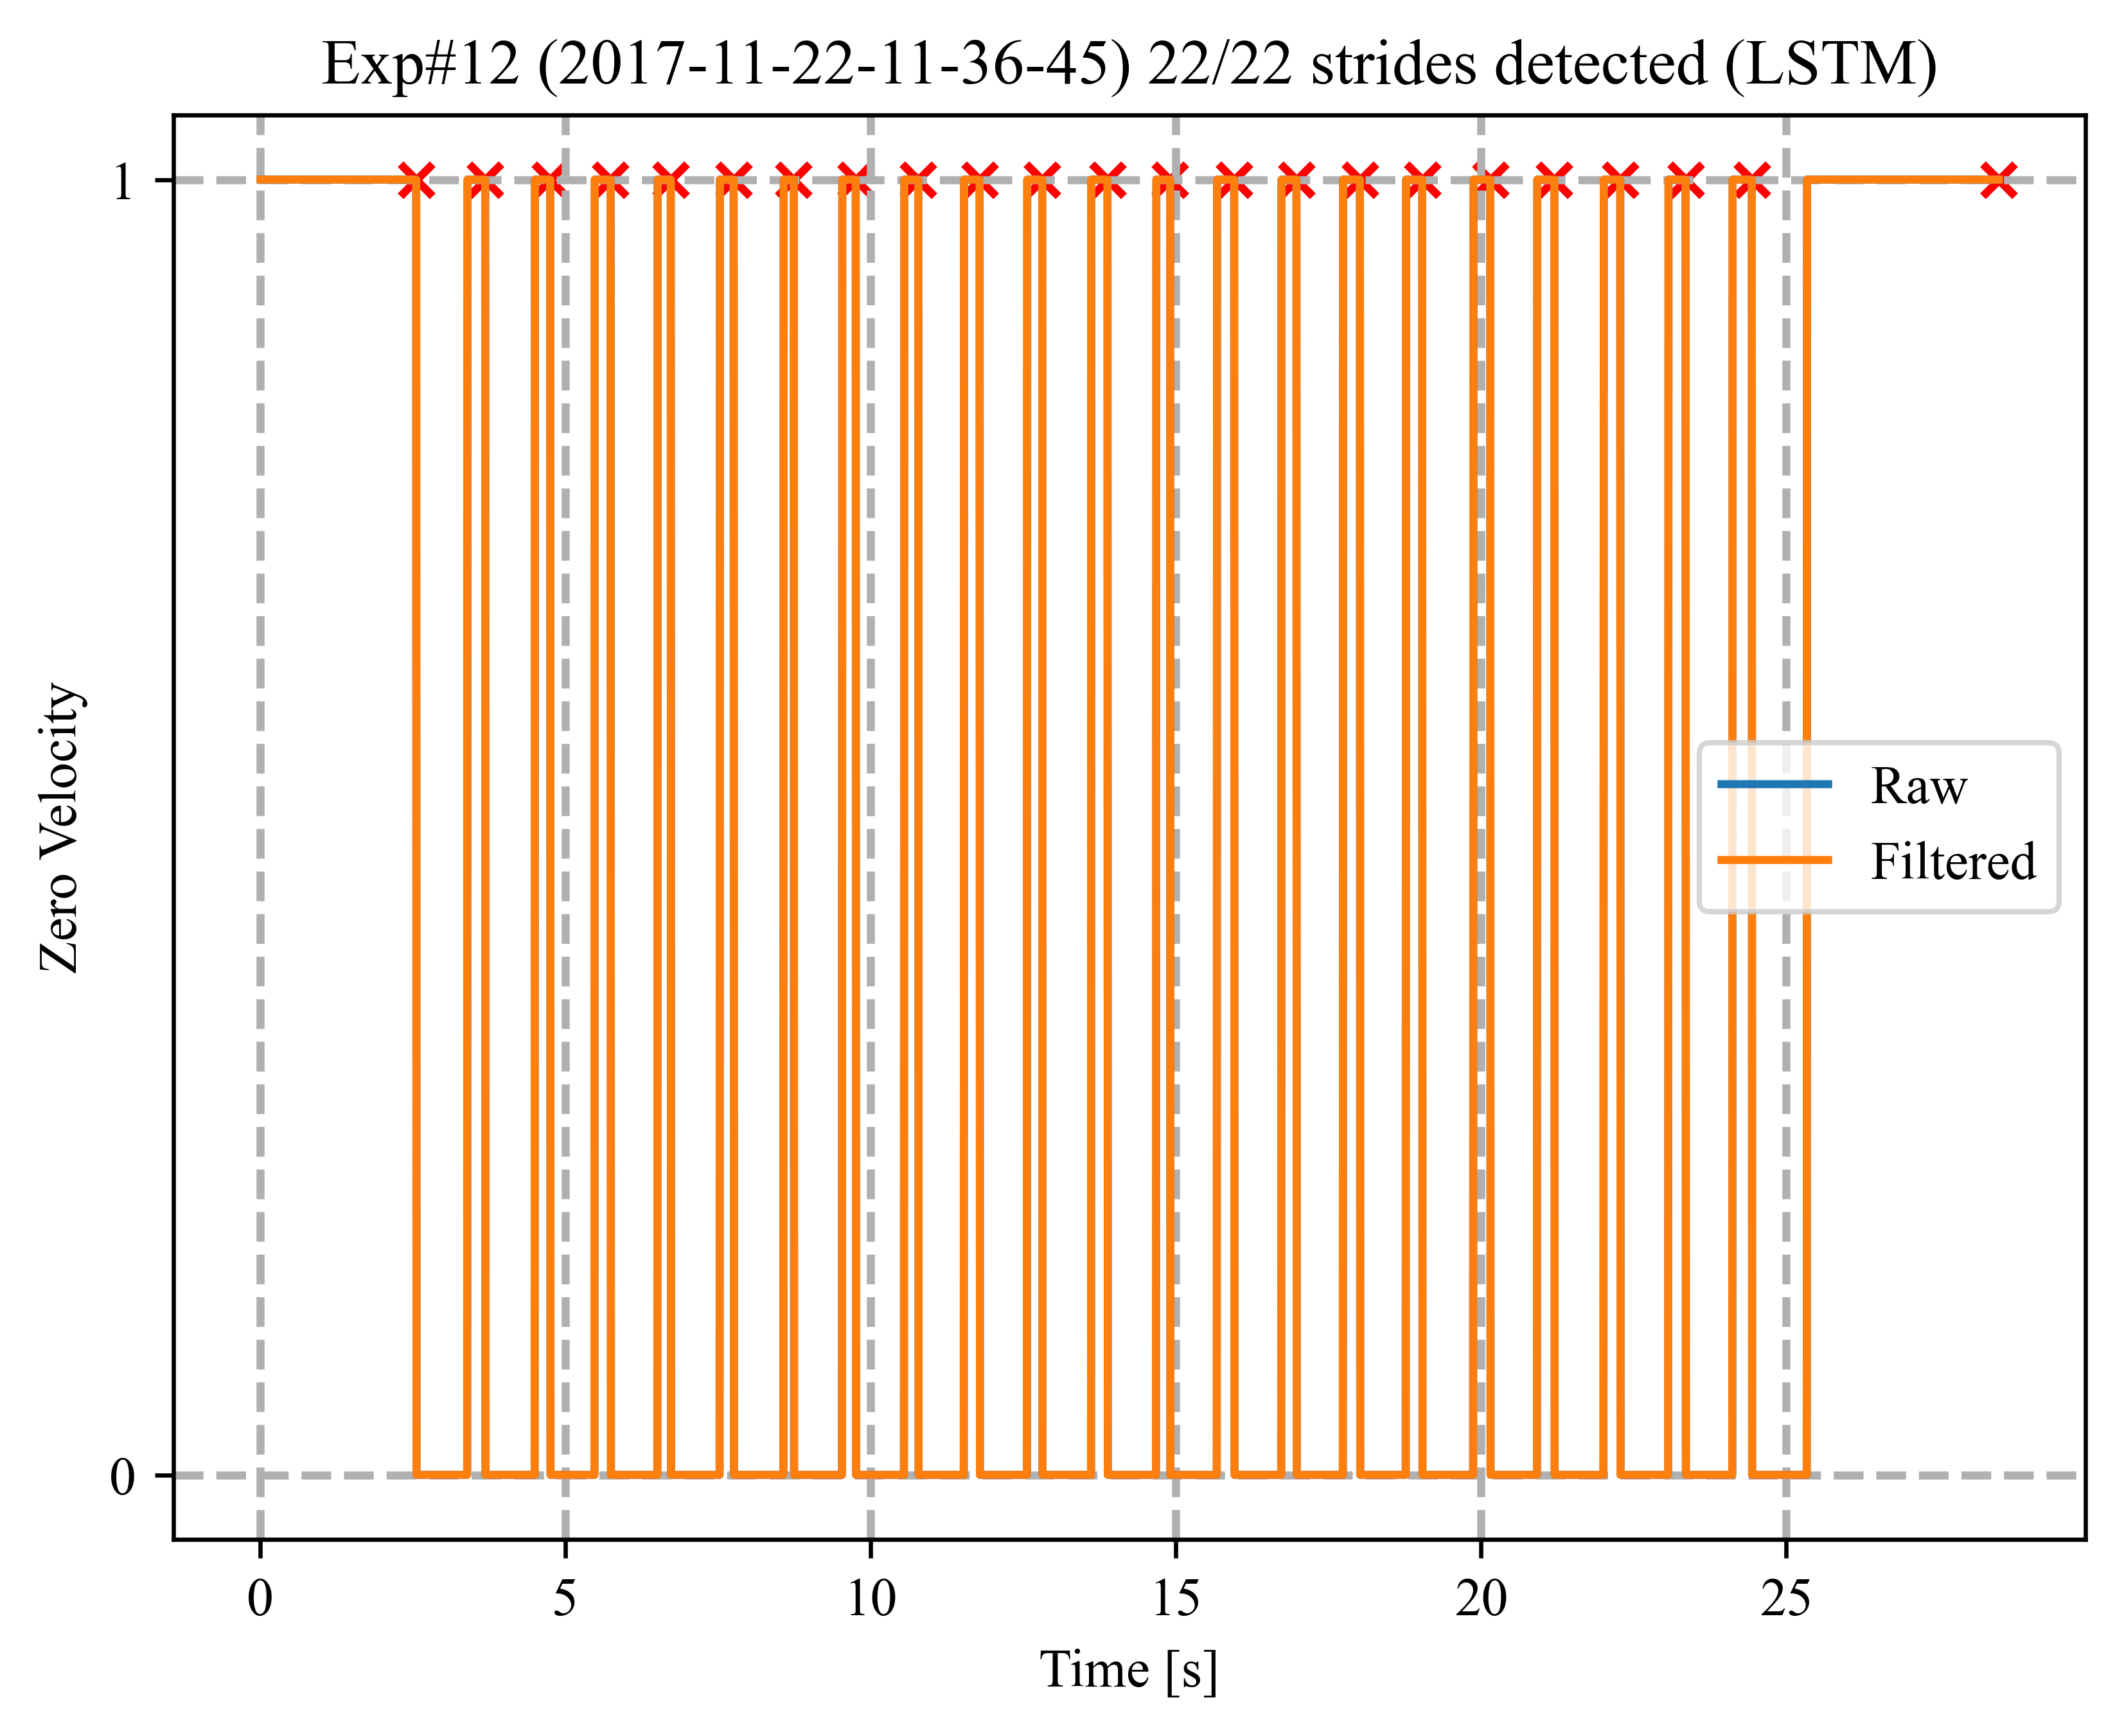 Exp#12 (2017-11-22-11-36-45) 22/22 strides detected (LSTM)
1
Zero Velocity
Raw
Filtered
0
0 5 10 15 20 25
Time [s]